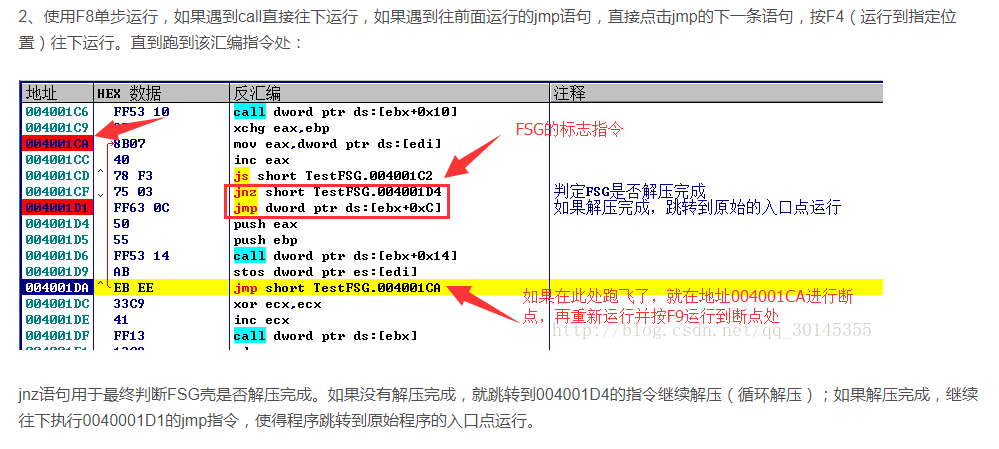 2、使用F8单步运行，如果遇到call直接往下运行，如果遇到往前面运行的jmp语句，直接点击jmp的下一条语句，按F4（运行到指定位
置）往下运行。直到跑到该汇编指令处：
地址 HEX 数据 反汇编 注释
004001C6 FF53 10 call dword ptr ds:[ebx+0x10]
004001C9 xchg eax,ebp
FSG的标志指令
004001CA 8B07 mov eax,dword ptr ds:[edi]
004001CC 40 inc eax
004001CD 78 F3 js short TestFSG.004001C2
004001CF 75 03 jnz short TestFSG.004001D4 判定FSG是否解压完成
004001D1 FF63 0C jmp dword ptr ds:[ebx+0xC] 如果解压完成，跳转到原始的入口点运行
004001D4 50 push eax
004001D5 55 push ebp
004001D6 FF53 14 call dword ptr ds:[ebx+0x14]
004001D9 AB stos dword ptr es:[edi]
004001DA EB EE jmp short TestFSG.004001CA
如果在此处跑飞了，就在地址004001CA进行断
点，再重新运行并按F9运行到断点处
004001DC 33C9 xor ecx,ecx
004001DE 41 inc ecx
004001DF FF13 call dword ptr ds:[ebx]
http://blog.csdn.net/qq_30145355
jnz语句用于最终判断FSG壳是否解压完成。如果没有解压完成，就跳转到004001D4的指令继续解压（循环解压）；如果解压完成，继续
往下执行0040001D1的jmp指令，使得程序跳转到原始程序的入口点运行。